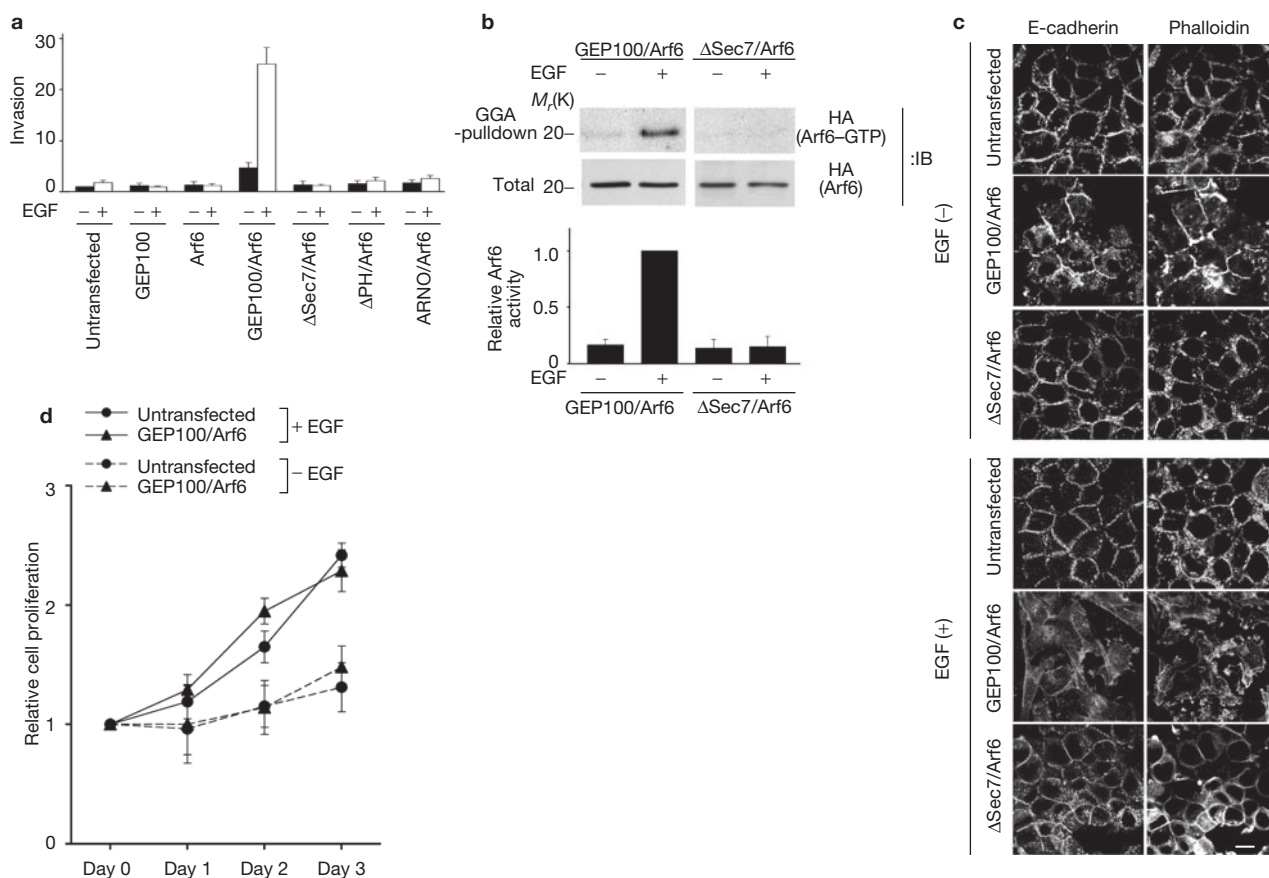 a
30
20
10
0
Invasion
EGF – + – + – + – + – + – + – +
Untransfected
GEP100
Arf6
GEP100/Arf6
ΔSec7/Arf6
ΔPH/Arf6
ARNO/Arf6
b
GEP100/Arf6 ΔSec7/Arf6
EGF – + – +
Mr(K)
GGA
-pulldown 20–
HA
(Arf6–GTP)
Total 20–
HA
(Arf6)
:IB
1.0
0.5
0
Relative Arf6
activity
EGF – + – +
GEP100/Arf6 ΔSec7/Arf6
c
E-cadherin Phalloidin
EGF (–)
Untransfected
GEP100/Arf6
ΔSec7/Arf6
EGF (+)
Untransfected
GEP100/Arf6
ΔSec7/Arf6
d
Untransfected
GEP100/Arf6
+ EGF
Untransfected
GEP100/Arf6
– EGF
3
2
1
0
Relative cell proliferation
Day 0 Day 1 Day 2 Day 3